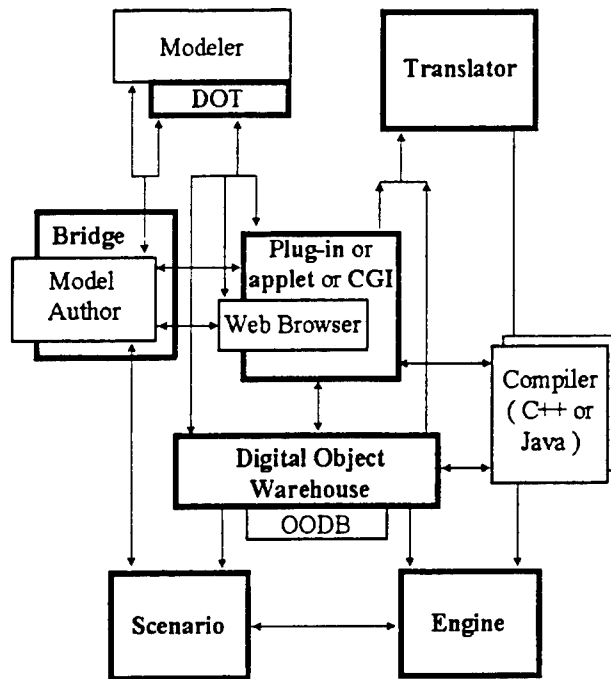 Modeler
DOT
Translator
Bridge
Model
Author
Plug-in or
applet or CGI
Web Browser
Compiler
( C++ or
Java )
Digital Object
Warehouse
OODB
Scenario
Engine